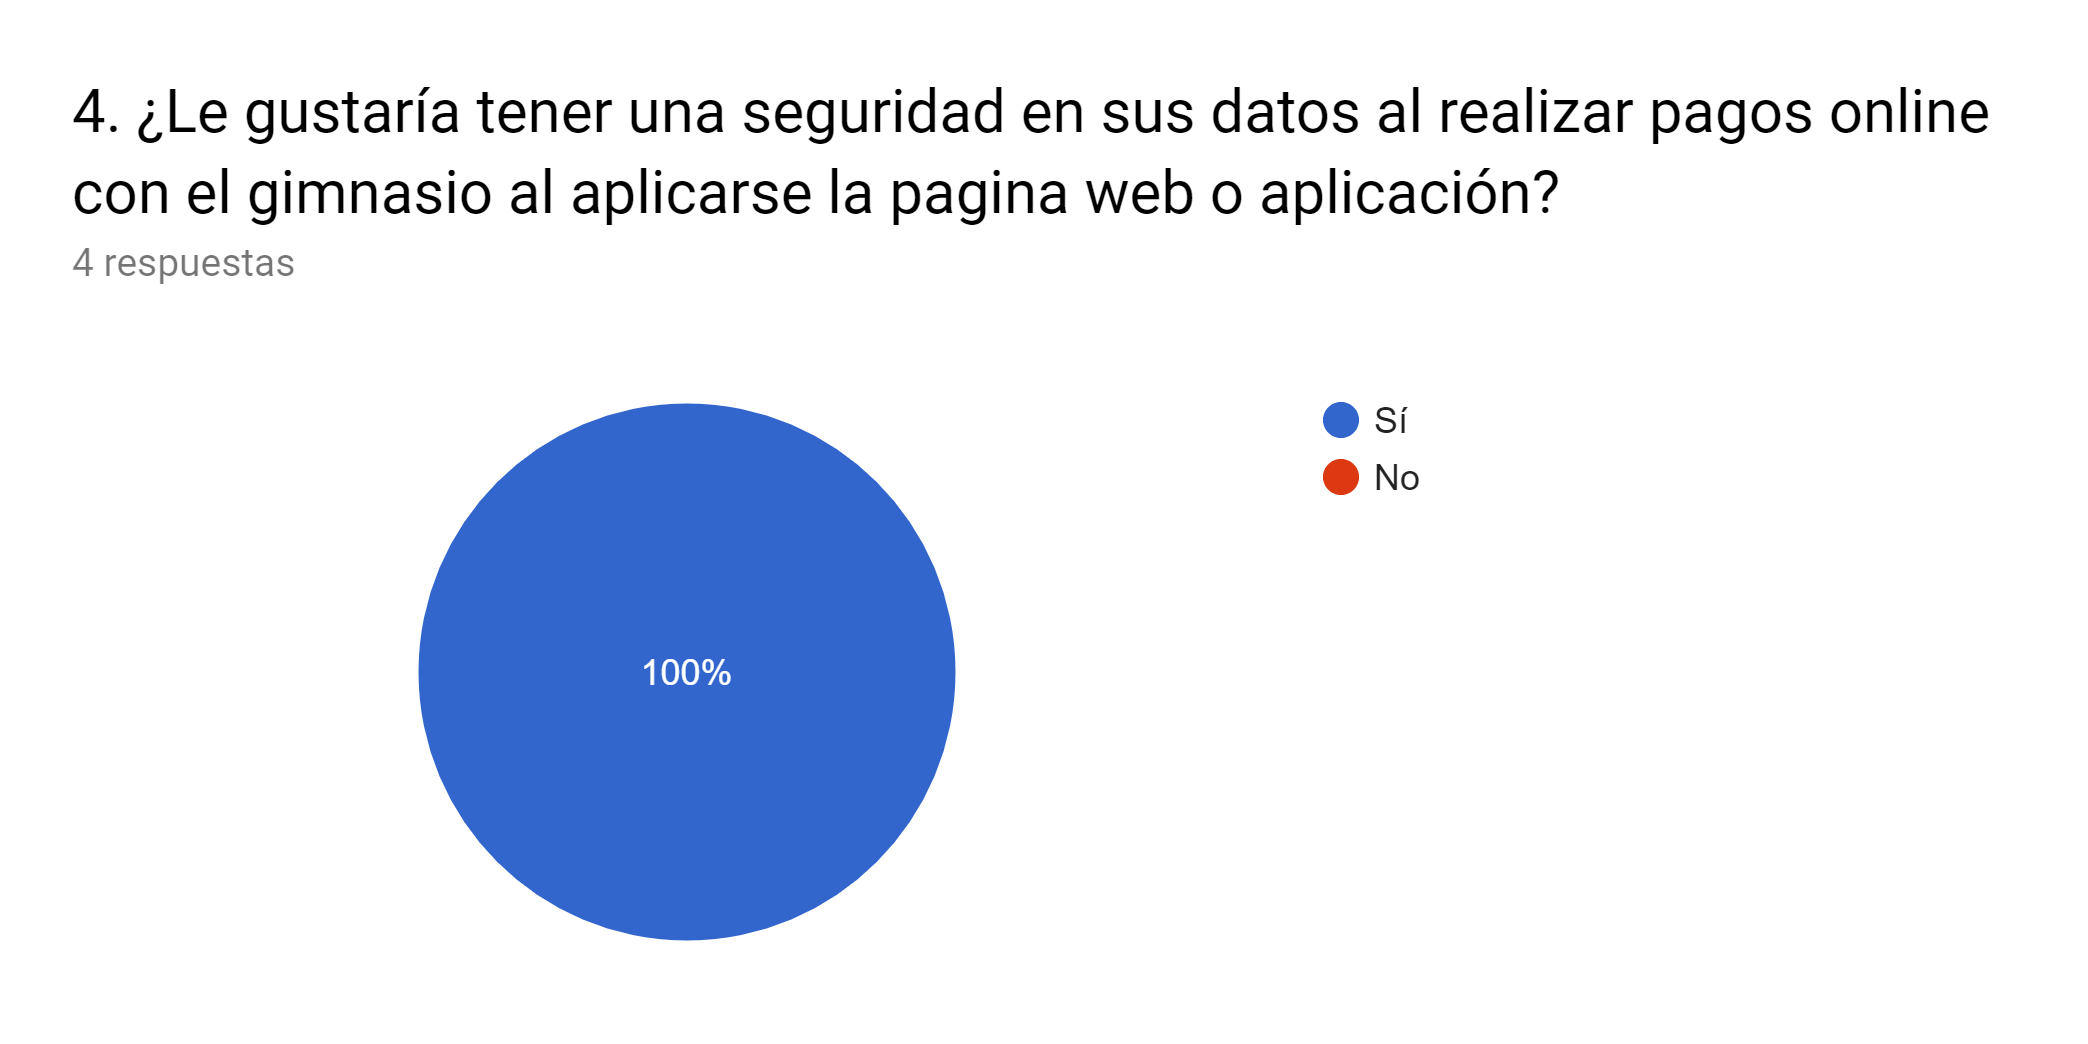 4. ¿Le gustaría tener una seguridad en sus datos al realizar pagos online
con el gimnasio al aplicarse la pagina web o aplicación?
4 respuestas
Sí
No
100%